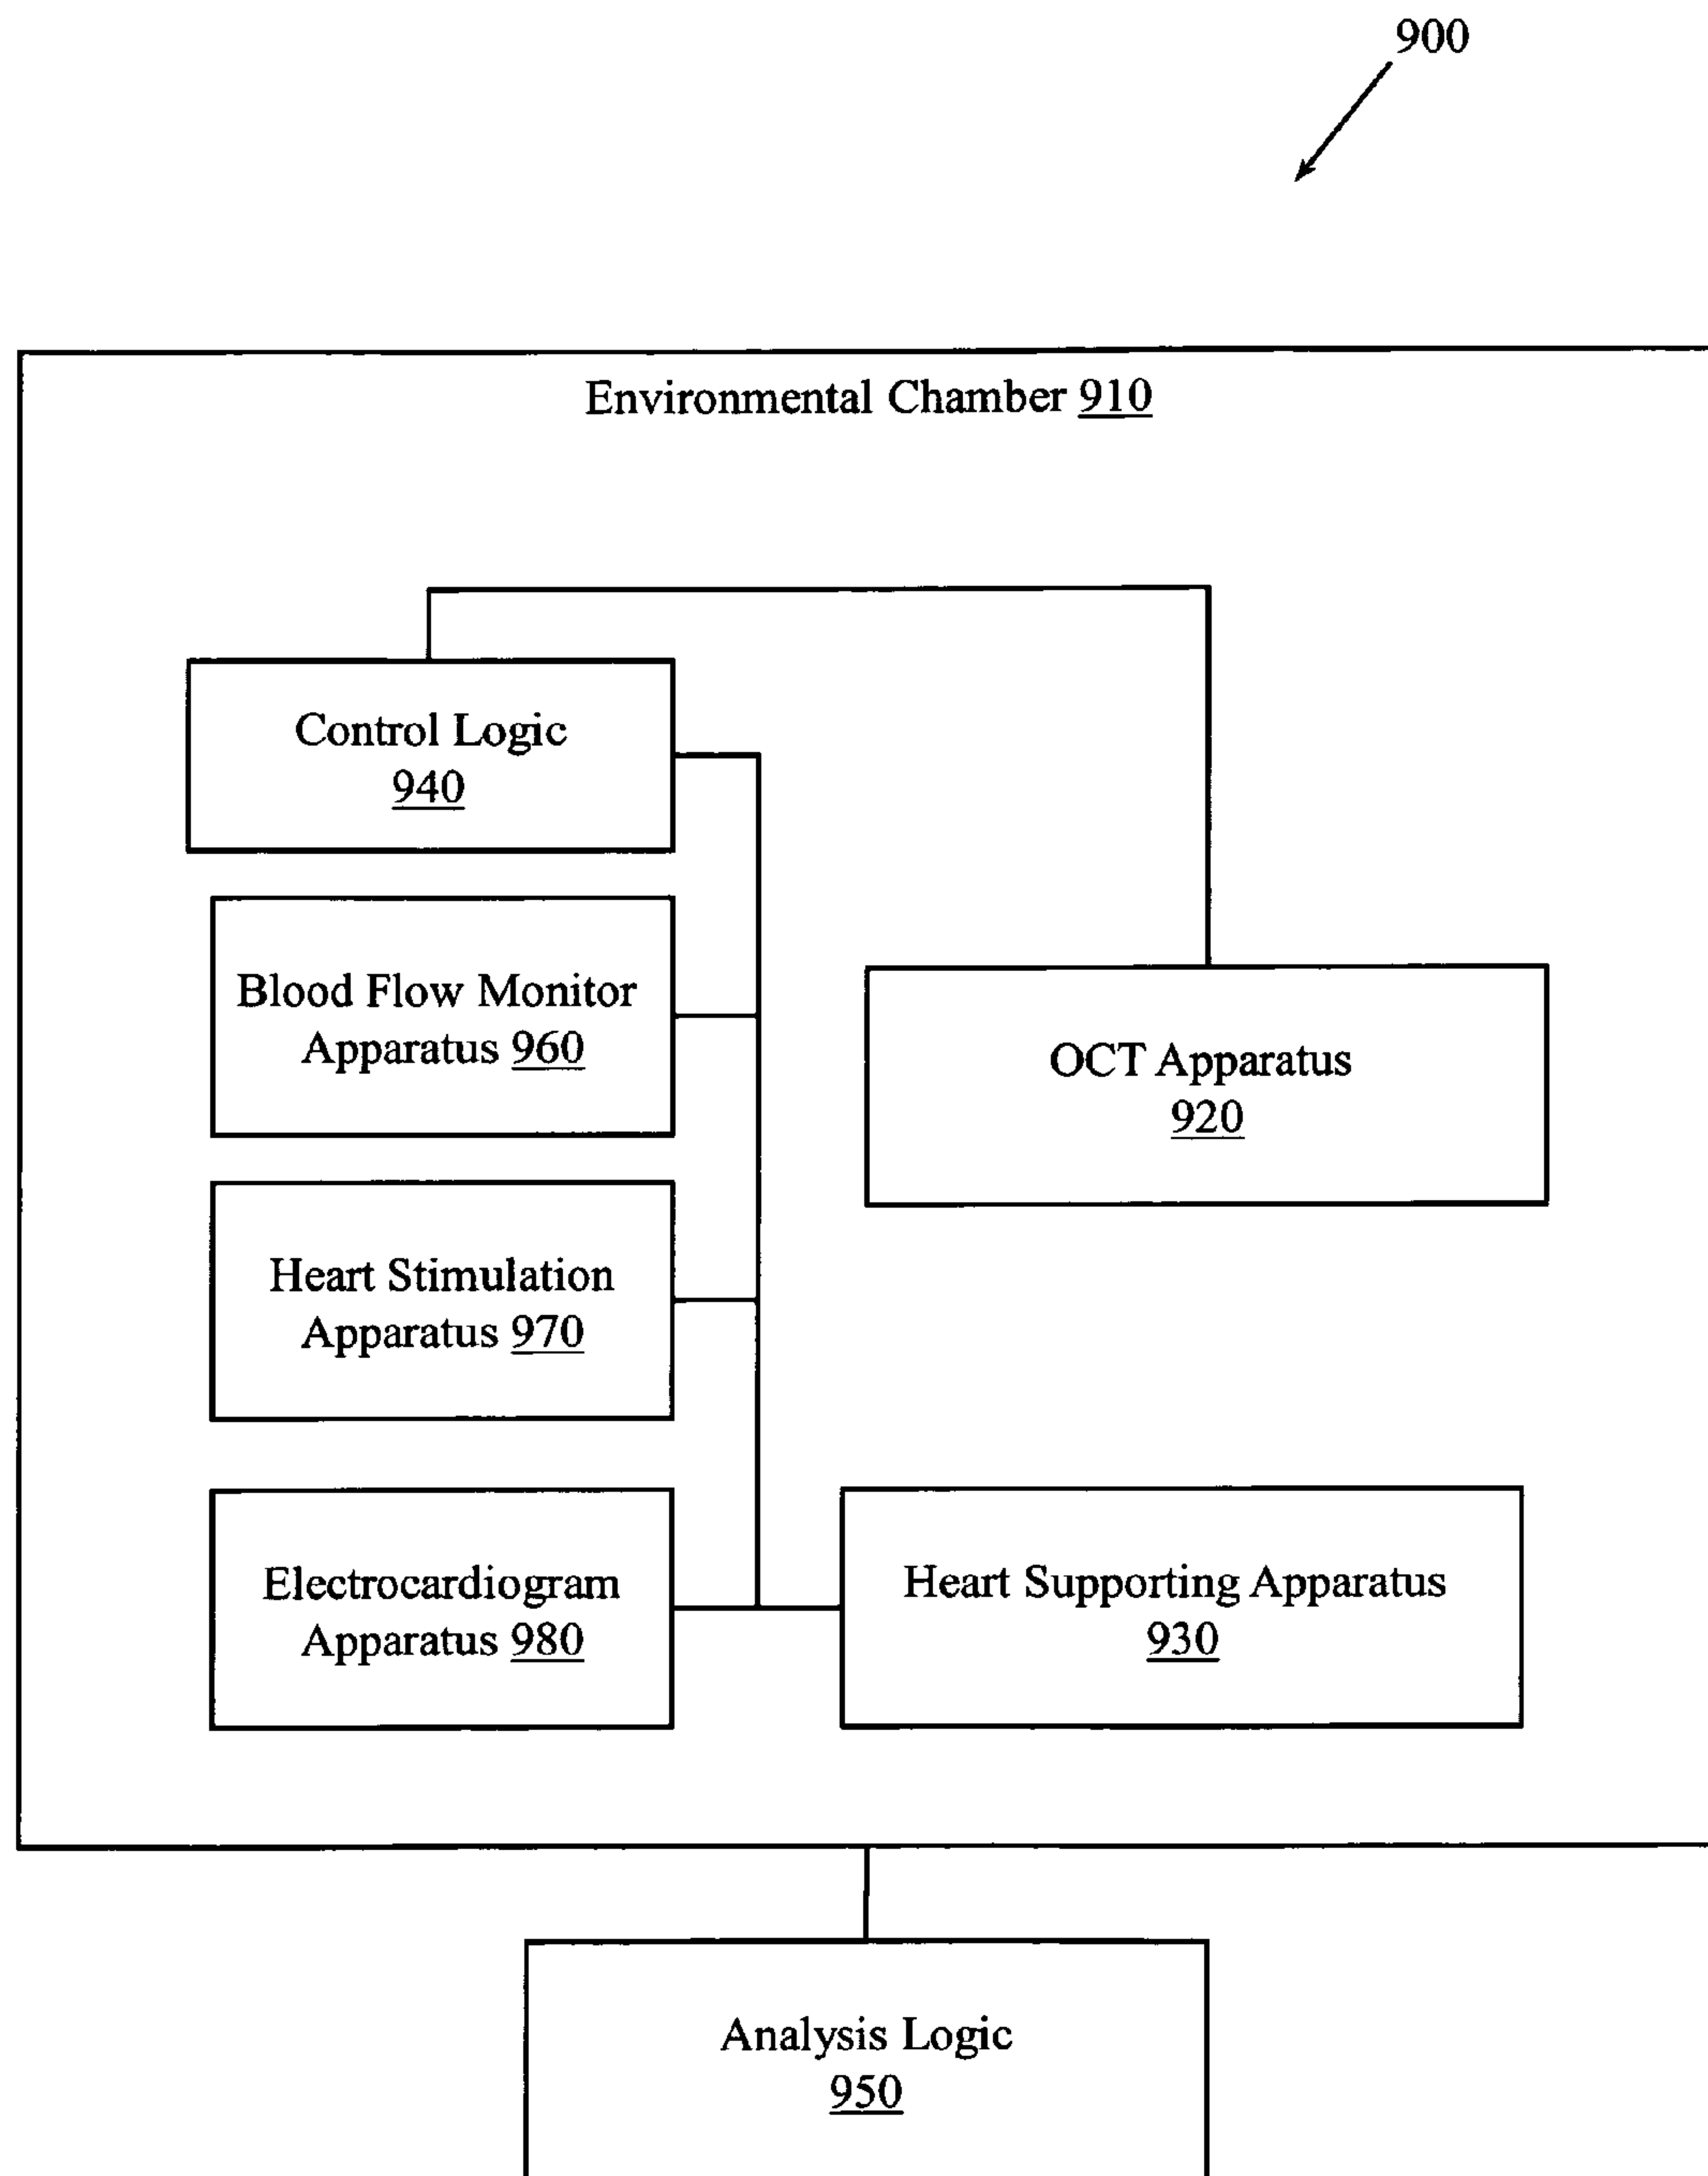 900
Environmental Chamber 910
Control Logic
940
Blood Flow Monitor
Apparatus 960
OCT Apparatus
920
Heart Stimulation
Apparatus 970
Electrocardiogram
Apparatus 980
Heart Supporting Apparatus
930
Analysis Logic
950